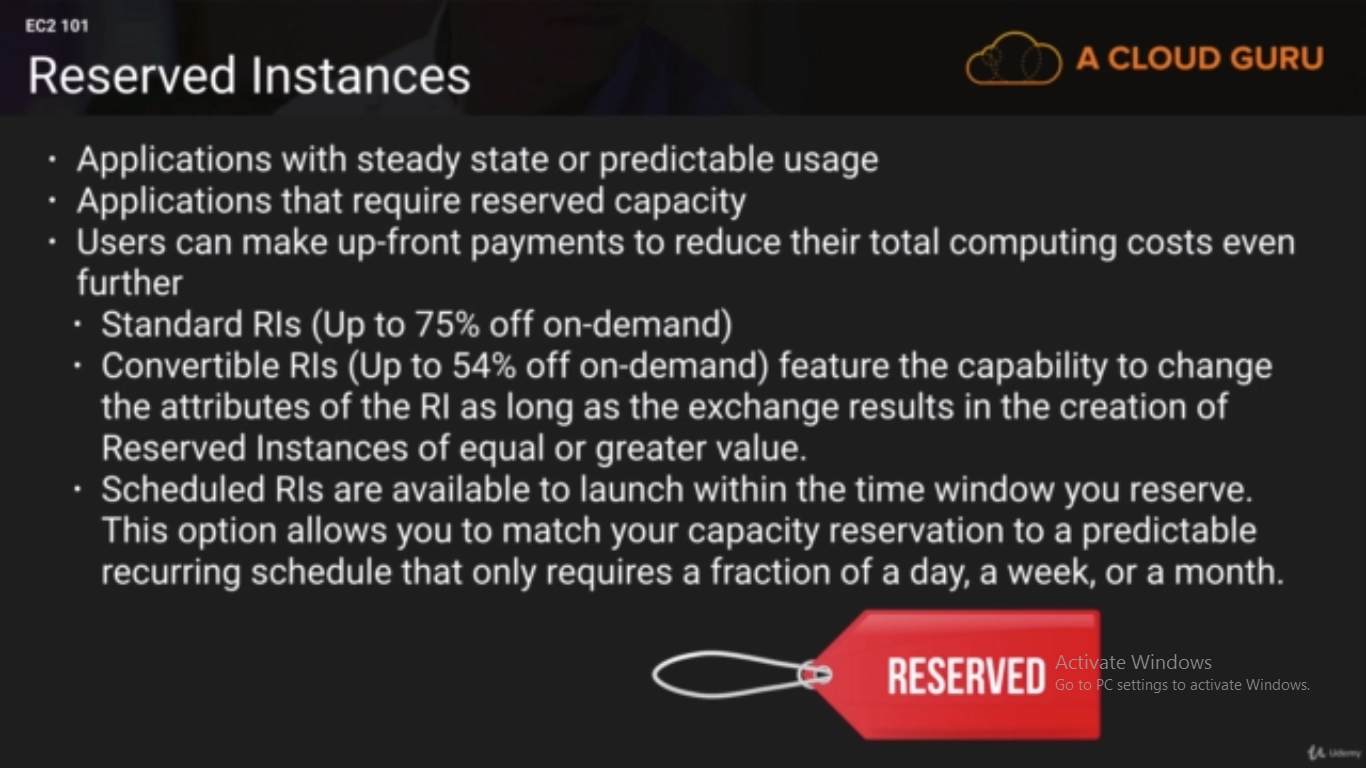 EC2 101
Reserved Instances
A CLOUD GURU
• Applications with steady state or predictable usage
• Applications that require reserved capacity
• Users can make up-front payments to reduce their total computing costs even
further
• Standard RIs (Up to 75% off on-demand)
• Convertible RIs (Up to 54% off on-demand) feature the capability to change
the attributes of the RI as long as the exchange results in the creation of
Reserved Instances of equal or greater value.
• Scheduled RIs are available to launch within the time window you reserve.
This option allows you to match your capacity reservation to a predictable
recurring schedule that only requires a fraction of a day, a week, or a month.
RESERVED
Activate Windows
Go to PC settings to activate Windows.
Udemy